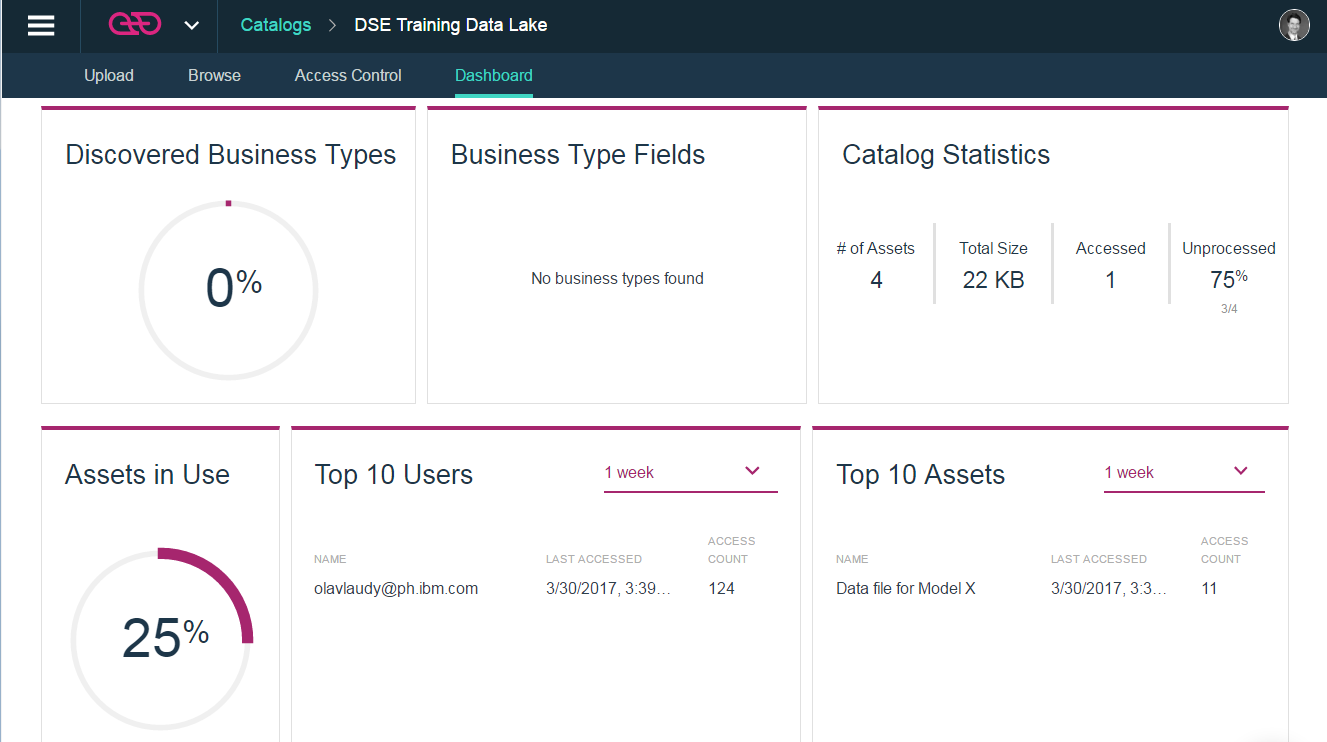 Catalogs > DSE Training Data Lake
Upload Browse Access Control Dashboard
Discovered Business Types
0%
Business Type Fields
No business types found
Catalog Statistics
# of Assets Total Size Accessed Unprocessed
4 22 KB 1 75%
3/4
Assets in Use
25%
Top 10 Users 1 week
NAME LAST ACCESSED ACCESS COUNT
olavlaudy@ph.ibm.com 3/30/2017, 3:39... 124
Top 10 Assets 1 week
NAME LAST ACCESSED ACCESS COUNT
Data file for Model X 3/30/2017, 3:3... 11